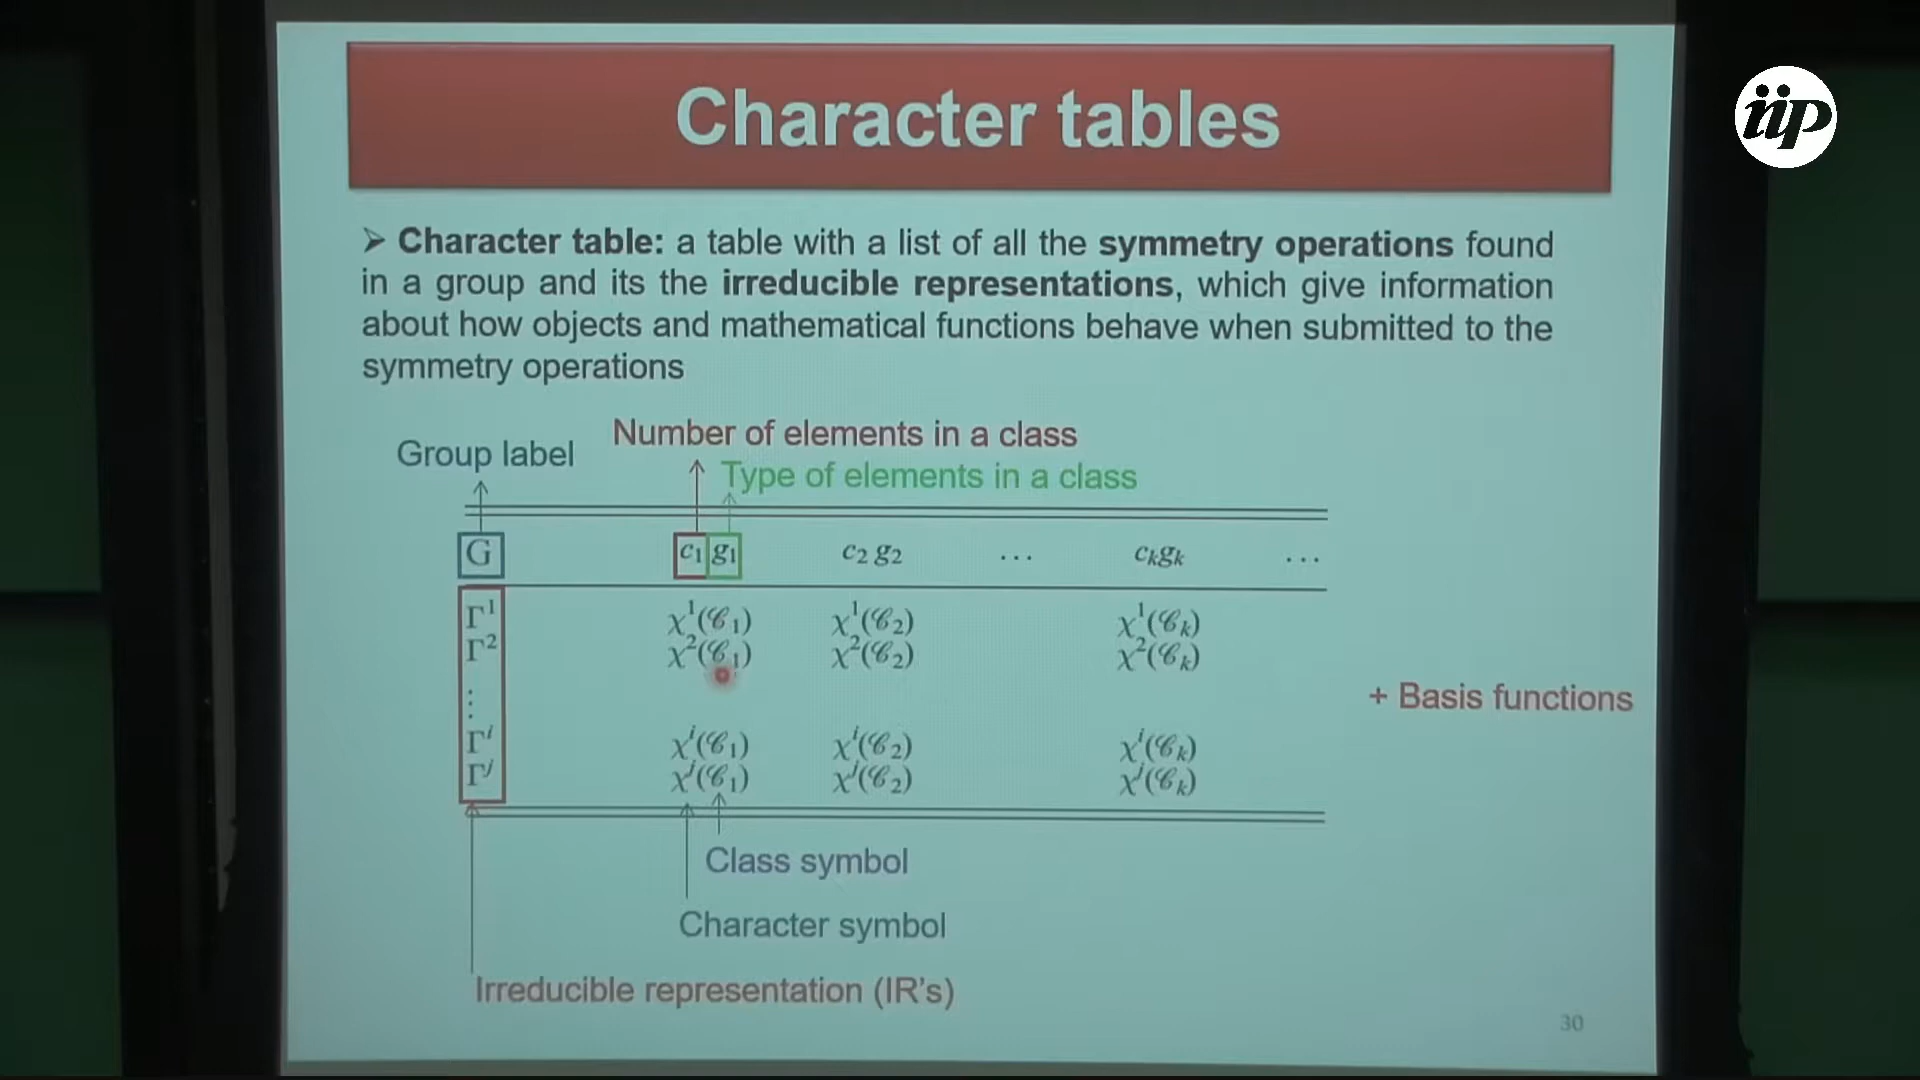 iip
Character tables
➤ Character table: a table with a list of all the symmetry operations found
in a group and its the irreducible representations, which give information
about how objects and mathematical functions behave when submitted to the
symmetry operations
Number of elements in a class
Group label
Type of elements in a class
G c₁ g₁ c₂ g₂ ... cₖgₖ ...
Γ¹ χ¹(𝒞₁) χ¹(𝒞₂) χ¹(𝒞ₖ)
Γ² χ²(𝒞₁) χ²(𝒞₂) χ²(𝒞ₖ)
⋮
+ Basis functions
Γⁱ χⁱ(𝒞₁) χⁱ(𝒞₂) χⁱ(𝒞ₖ)
Γʲ χʲ(𝒞₁) χʲ(𝒞₂) χʲ(𝒞ₖ)
Class symbol
Character symbol
Irreducible representation (IR's)
30